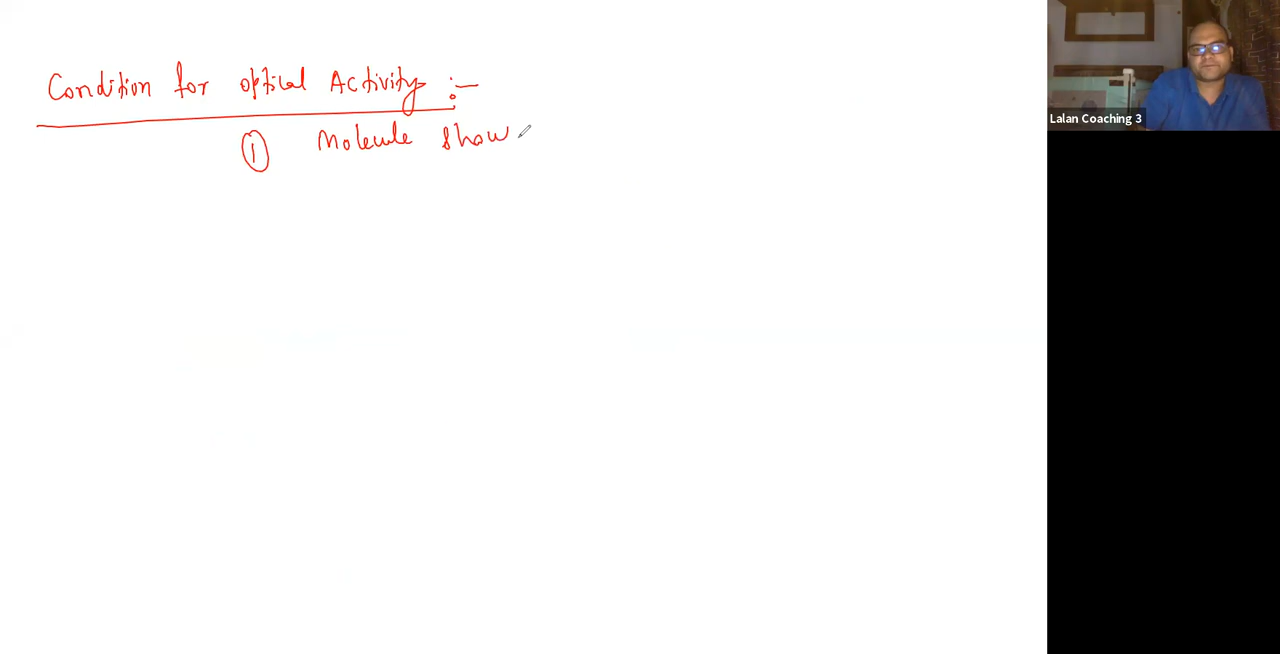 Condition for optical Activity :-
① Molecule show
Lalan Coaching 3